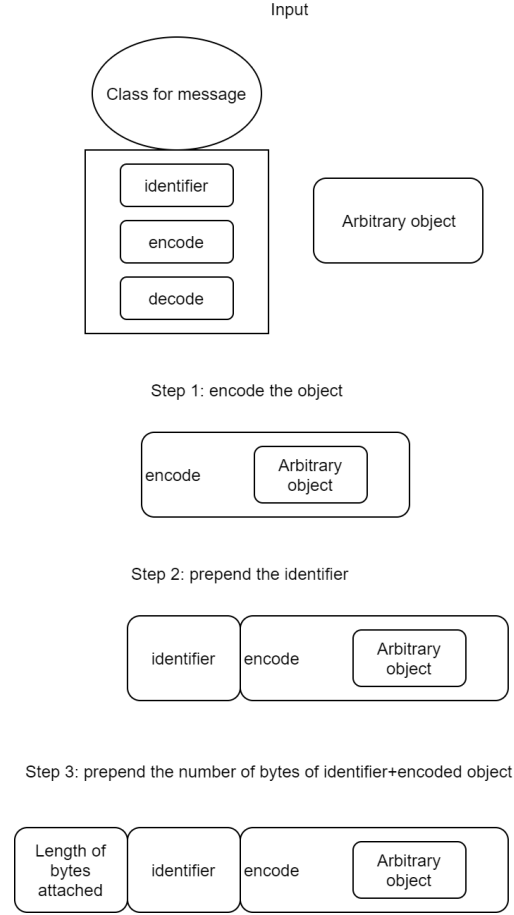 Input
Class for message
identifier
encode
decode
Arbitrary object
Step 1: encode the object
encode
Arbitrary
object
Step 2: prepend the identifier
identifier
encode
Arbitrary
object
Step 3: prepend the number of bytes of identifier+encoded object
Length of
bytes
attached
identifier
encode
Arbitrary
object